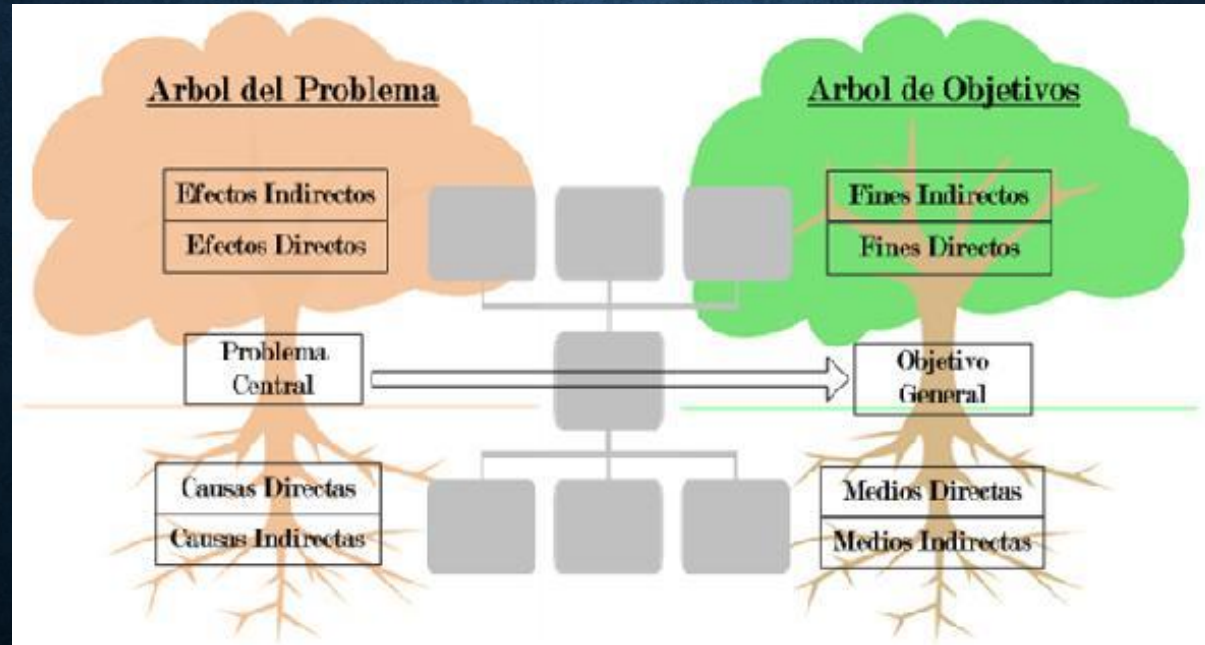 Arbol del Problema
Efectos Indirectos
Efectos Directos
Problema
Central
Causas Directas
Causas Indirectas
Arbol de Objetivos
Fines Indirectos
Fines Directos
Objetivo
General
Medios Directas
Medios Indirectas